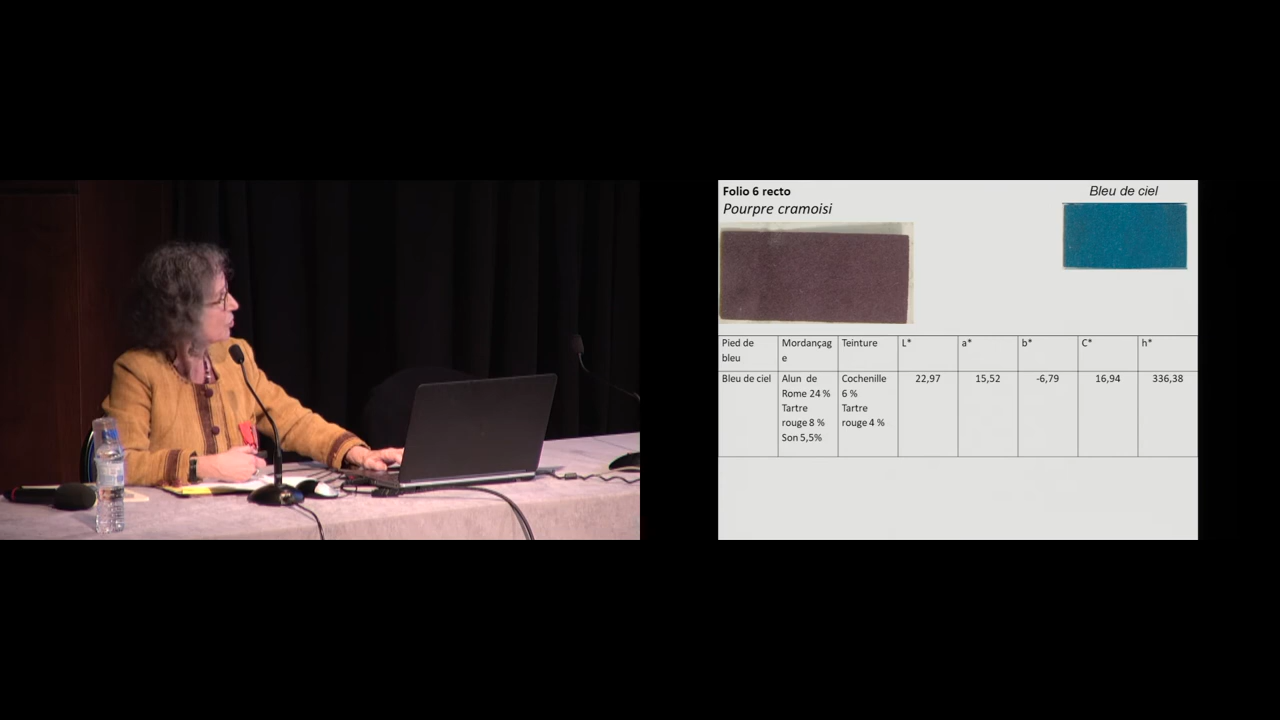 Folio 6 recto
Bleu de ciel
Pourpre cramoisi
Pied de
bleu
Mordançag
e
Teinture
L*
a*
b*
C*
h*
Bleu de ciel
Alun de
Rome 24 %
Tartre
rouge 8 %
Son 5,5%
Cochenille
6 %
Tartre
rouge 4 %
22,97
15,52
-6,79
16,94
336,38